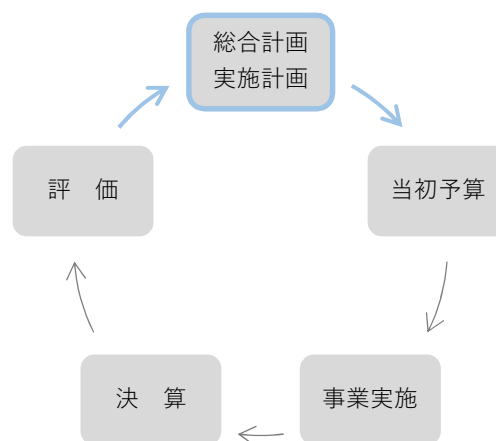 総合計画
実施計画
評　価
当初予算
決　算
事業実施